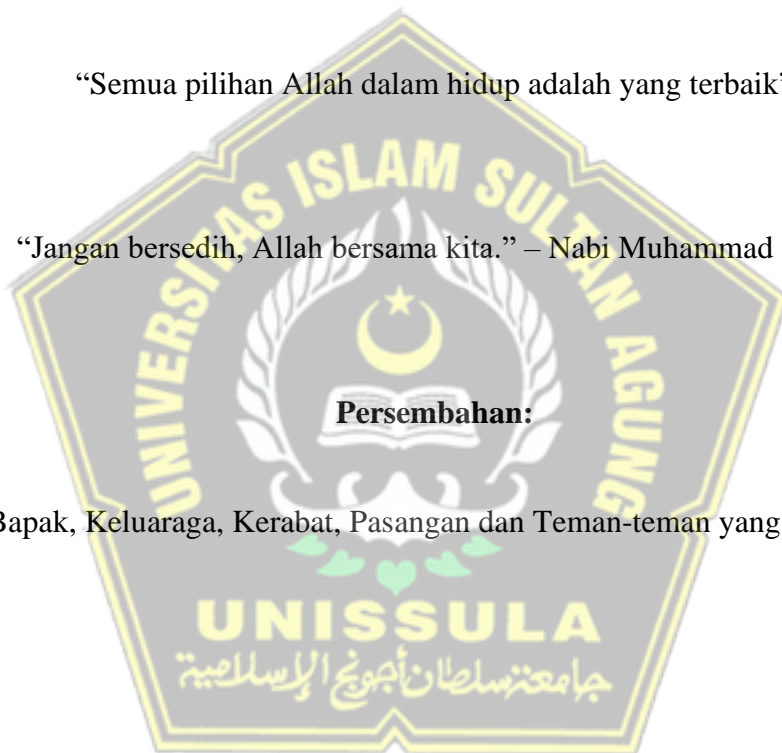 “Semua pilihan Allah dalam hidup adalah yang terbaik”
UNIVERSITAS ISLAM SULTAN AGUNG
“Jangan bersedih, Allah bersama kita.” – Nabi Muhammad
Persembahan:
Bapak, Keluaraga, Kerabat, Pasangan dan Teman-teman yang
UNISSULA
جامعة سلطان أجونج الإسلامية